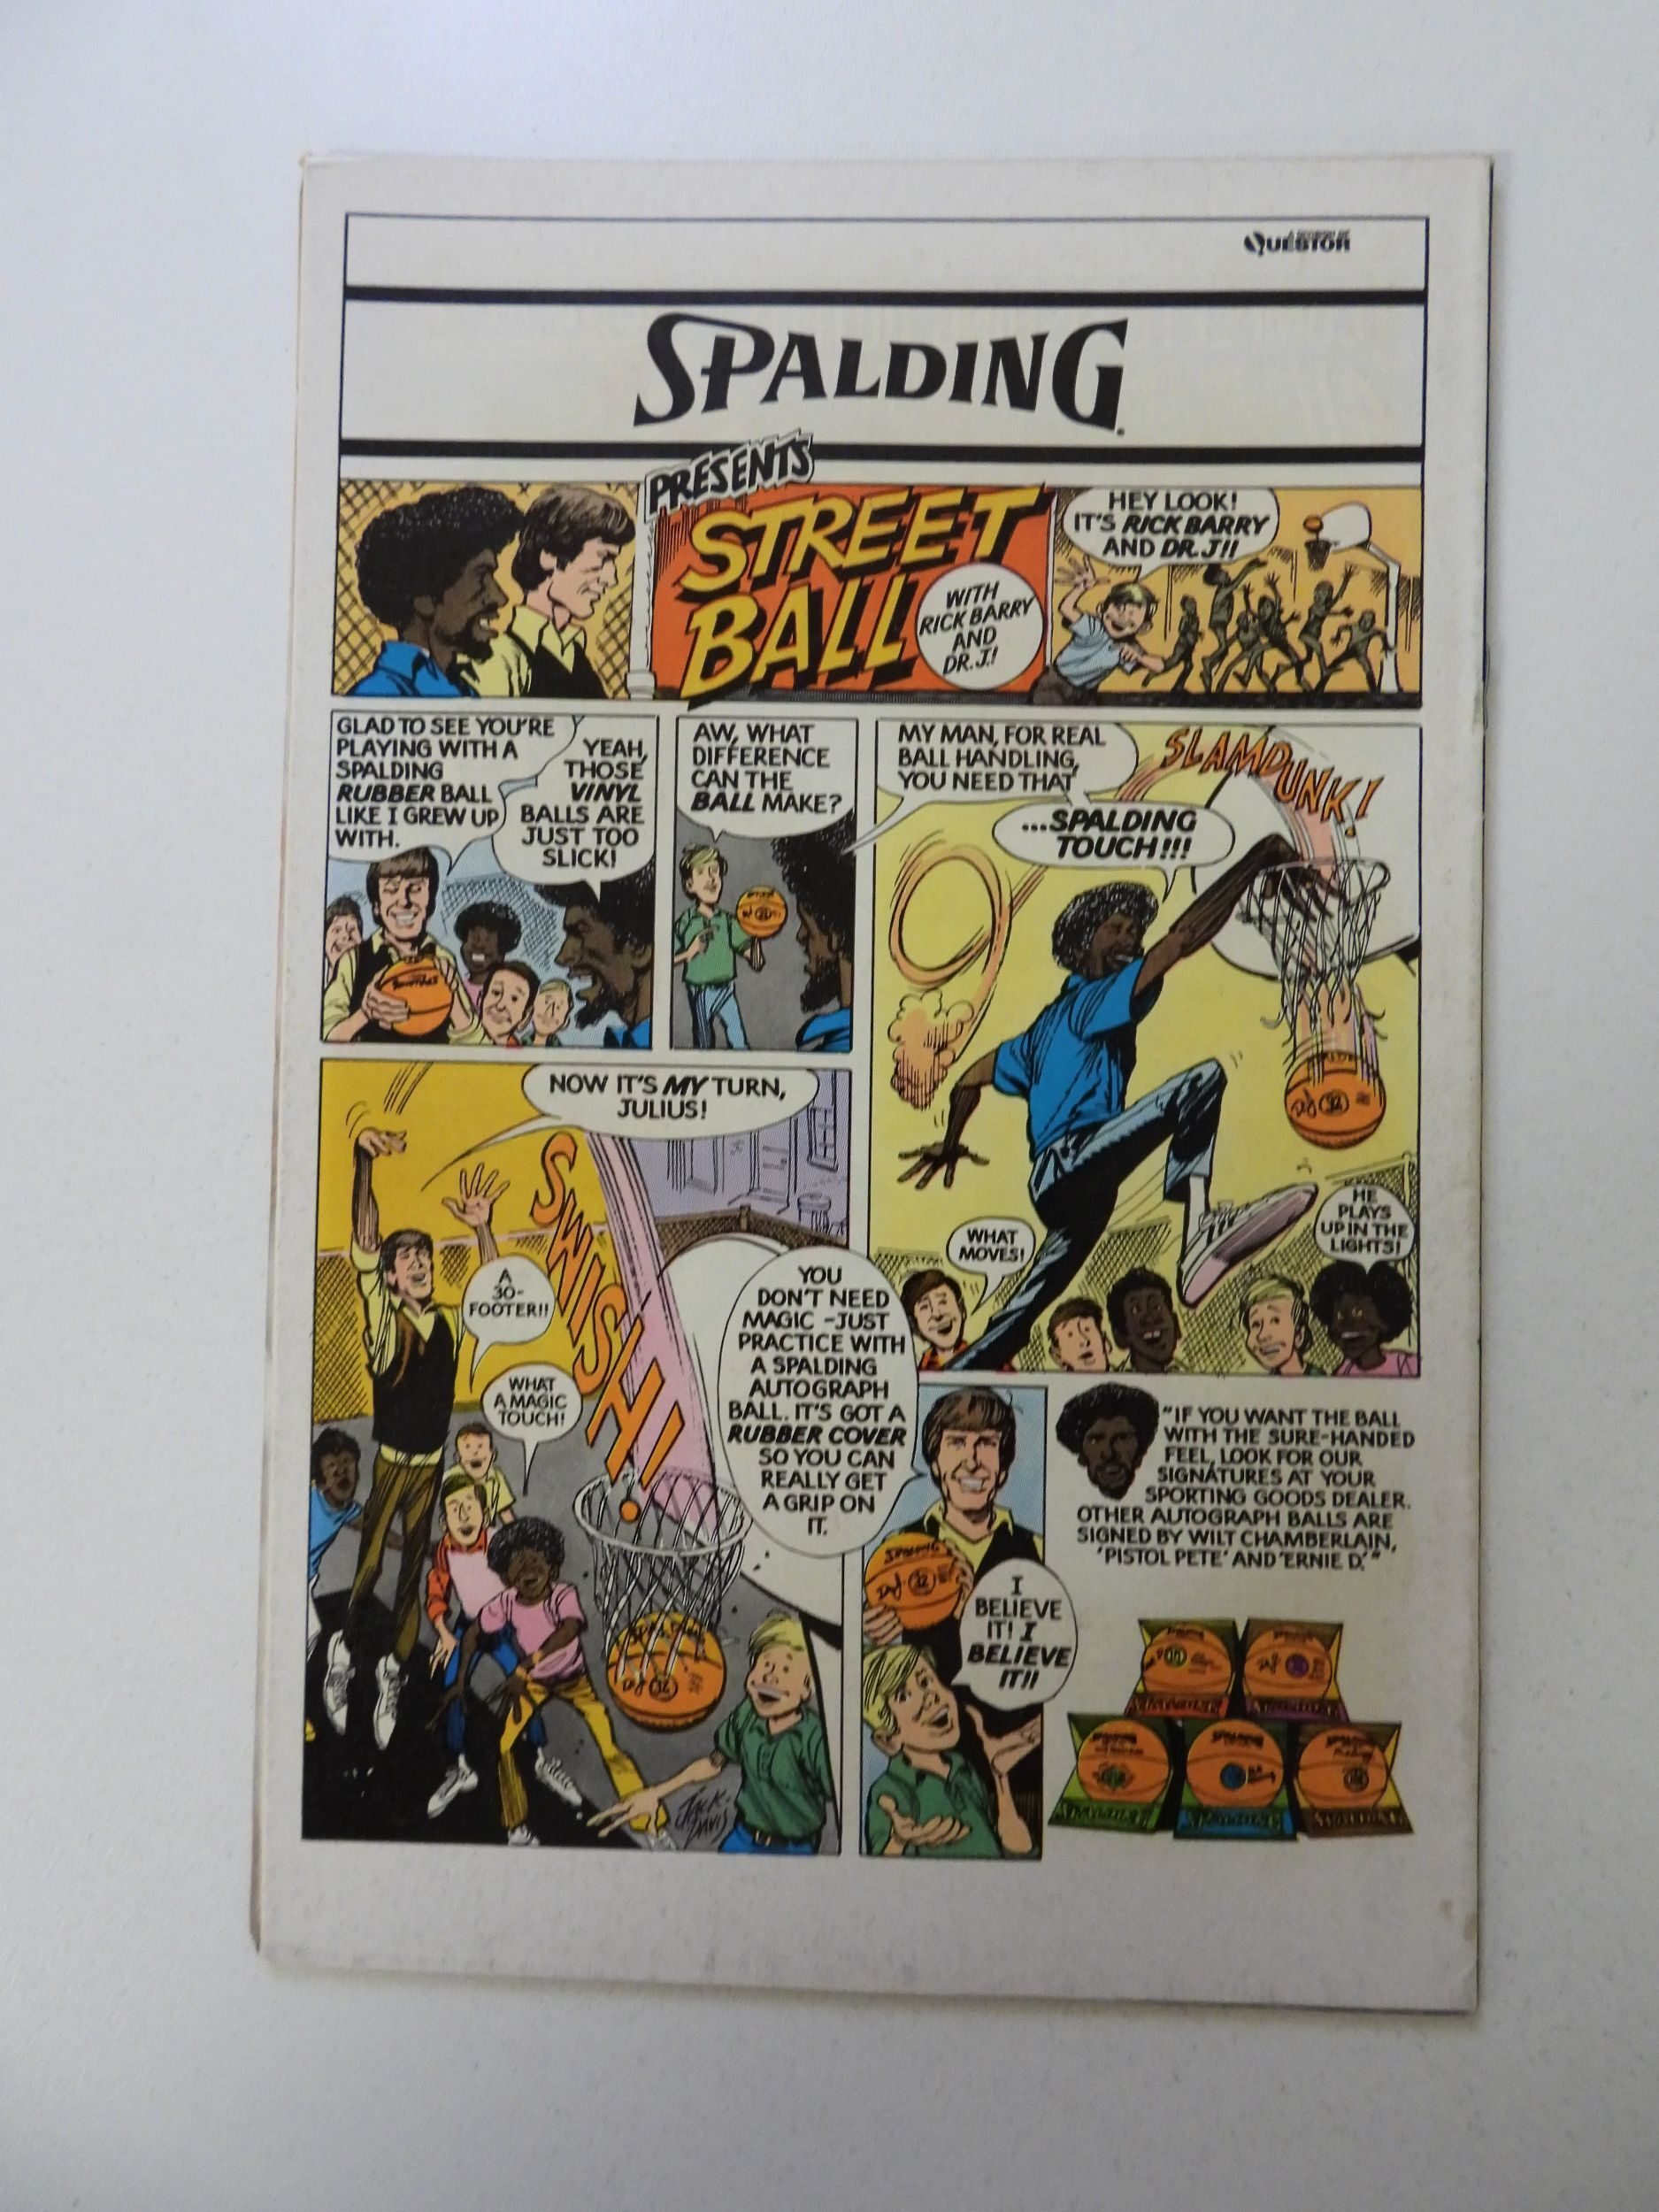 A DIVISION OF
QUESTOR
SPALDING
PRESENTS
STREET
BALL
WITH
RICK BARRY
AND
DR. J.!
HEY LOOK!
IT'S RICK BARRY
AND DR. J!!
GLAD TO SEE YOU'RE
PLAYING WITH A
SPALDING
RUBBER BALL
LIKE I GREW UP
WITH.
YEAH,
THOSE
VINYL
BALLS ARE
JUST TOO
SLICK!
AW, WHAT
DIFFERENCE
CAN THE
BALL MAKE?
MY MAN, FOR REAL
BALL HANDLING,
YOU NEED THAT
...SPALDING
TOUCH!!!
SLAMDUNK!
WHAT
MOVES!
HE
PLAYS
UP IN THE
LIGHTS!
NOW IT'S MY TURN,
JULIUS!
SWISH!
A
30-
FOOTER!!
WHAT
A MAGIC
TOUCH!
JACK
DAVIS
YOU
DON'T NEED
MAGIC - JUST
PRACTICE WITH
A SPALDING
AUTOGRAPH
BALL. IT'S GOT A
RUBBER COVER
SO YOU CAN
REALLY GET
A GRIP ON
IT.
SPALDING
32
I
BELIEVE
IT! I
BELIEVE
IT!!
"IF YOU WANT THE BALL
WITH THE SURE-HANDED
FEEL, LOOK FOR OUR
SIGNATURES AT YOUR
SPORTING GOODS DEALER.
OTHER AUTOGRAPH BALLS ARE
SIGNED BY WILT CHAMBERLAIN,
'PISTOL PETE' AND 'ERNIE D.'"